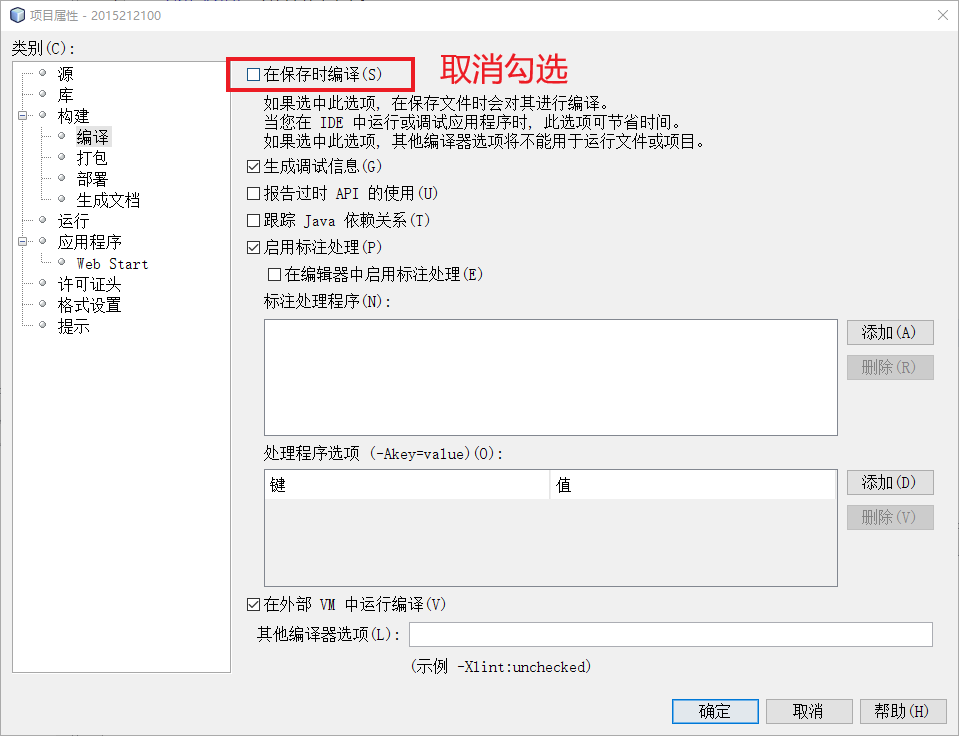 项目属性 - 2015212100
类别(C):
源
库
构建
编译
打包
部署
生成文档
运行
应用程序
Web Start
许可证头
格式设置
提示
在保存时编译(S)
取消勾选
如果选中此选项, 在保存文件时会对其进行编译。
当您在 IDE 中运行或调试应用程序时, 此选项可节省时间。
如果选中此选项, 其他编译器选项将不能用于运行文件或项目。
生成调试信息(G)
报告过时 API 的使用(U)
跟踪 Java 依赖关系(T)
启用标注处理(P)
在编辑器中启用标注处理(E)
标注处理程序(N):
添加(A)
删除(R)
处理程序选项 (-Akey=value)(O):
键 值
添加(D)
删除(V)
在外部 VM 中运行编译(V)
其他编译器选项(L):
(示例 -Xlint:unchecked)
确定 取消 帮助(H)